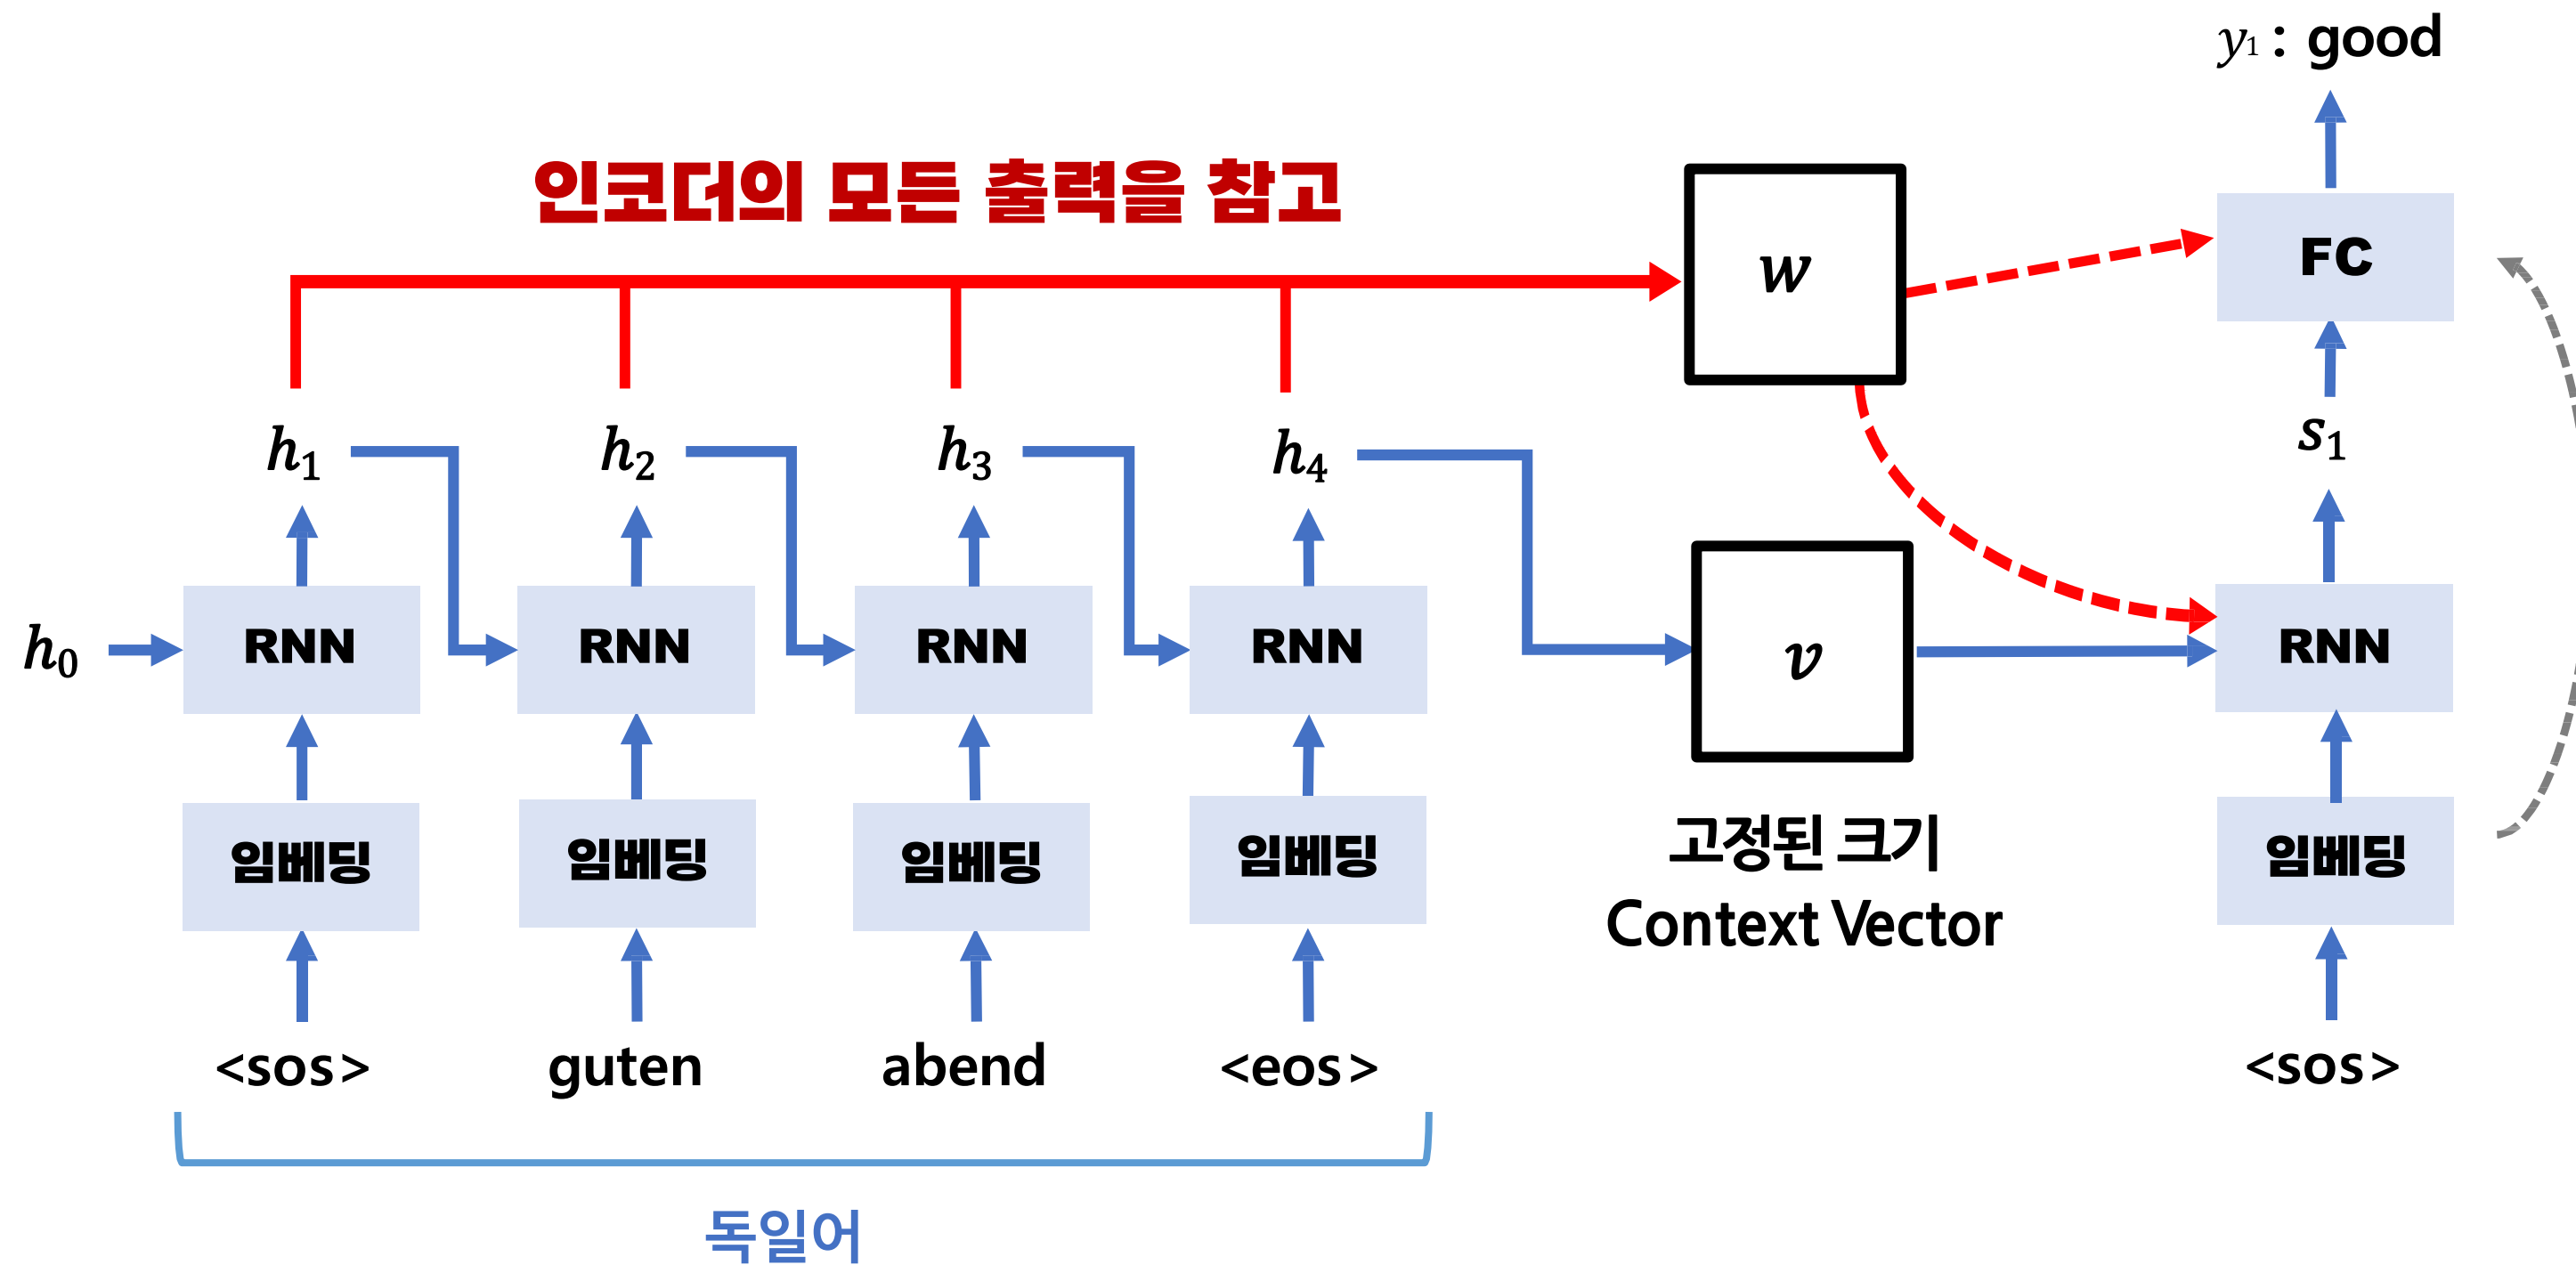 y₁ : good
인코더의 모든 출력을 참고
w
FC
h₁
h₂
h₃
h₄
s₁
h₀
RNN
RNN
RNN
RNN
v
RNN
임베딩
임베딩
임베딩
임베딩
고정된 크기
Context Vector
임베딩
<sos>
guten
abend
<eos>
<sos>
독일어